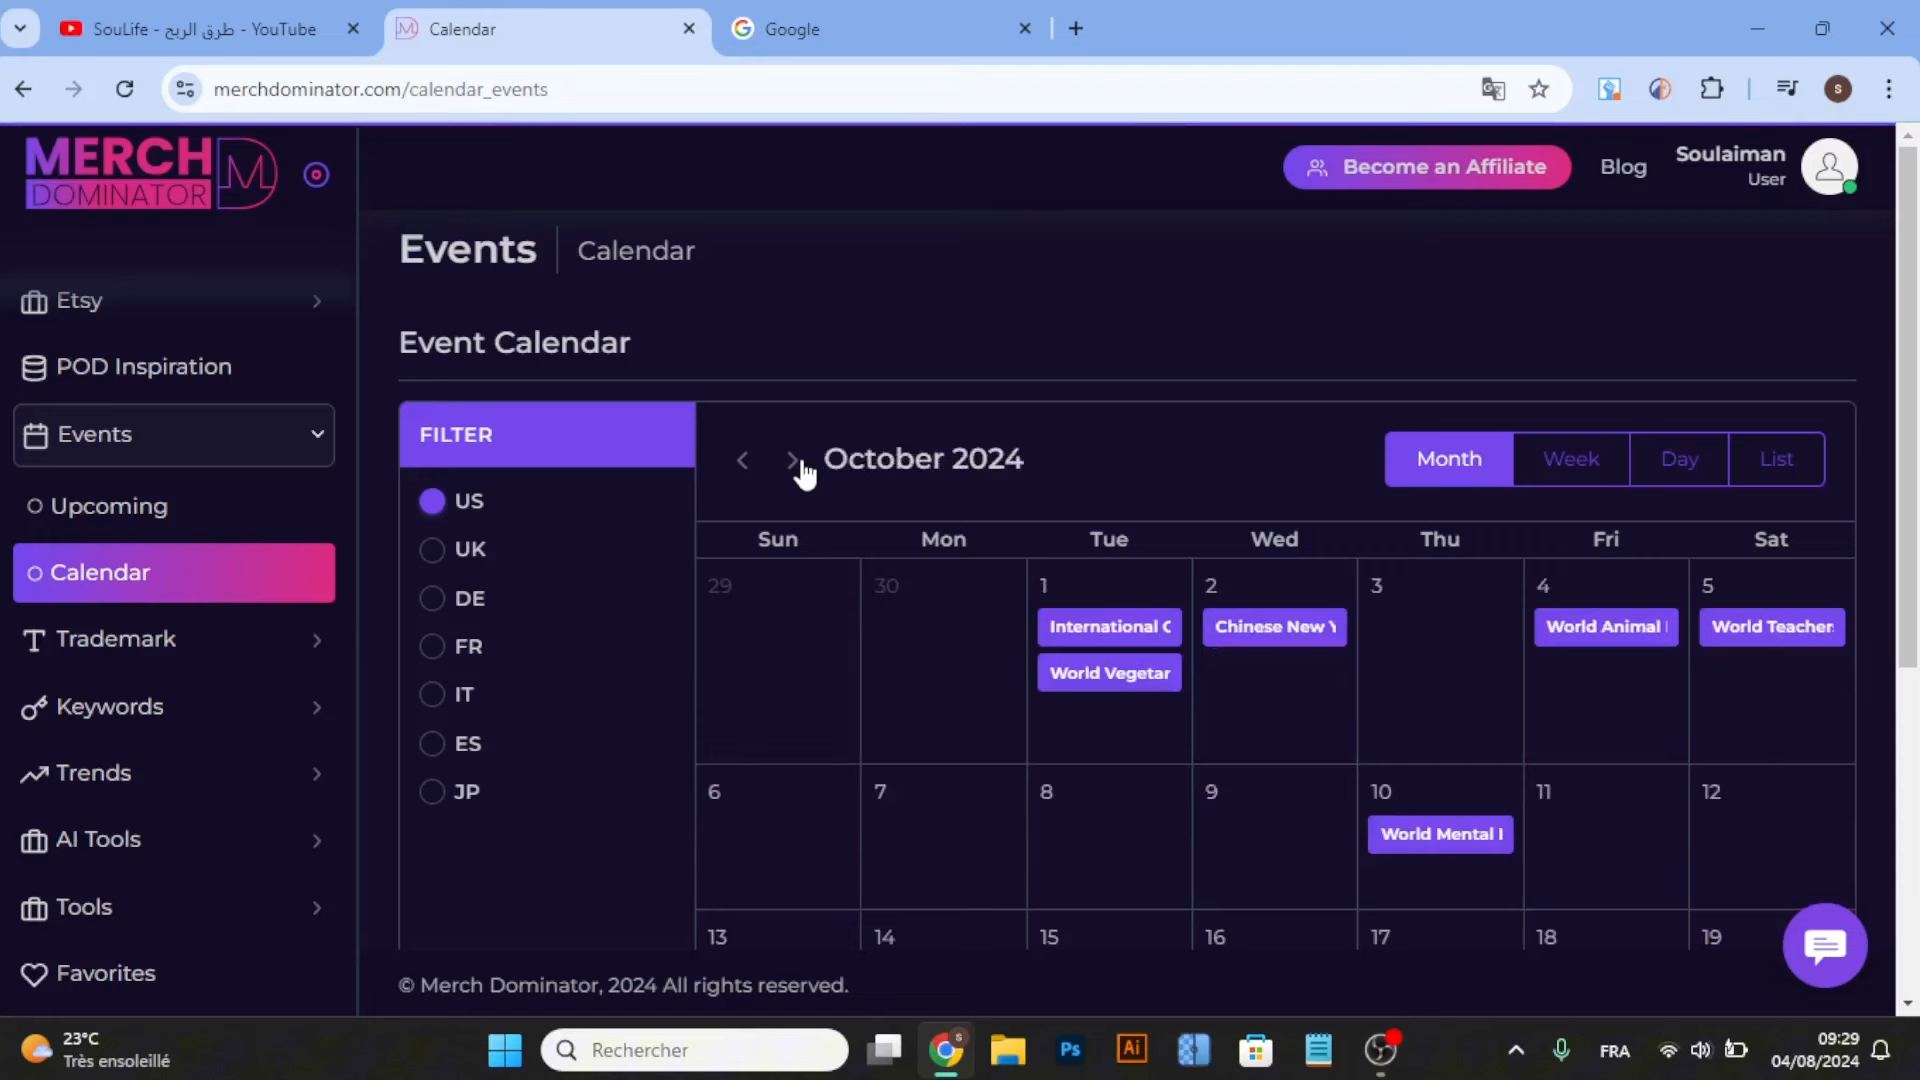 SouLife - طرق الربح - YouTube
Calendar
Google
merchdominator.com/calendar_events
MERCH
DOMINATOR
Become an Affiliate
Blog
Soulaiman
User
S
Events
Calendar
Etsy
POD Inspiration
Events
Upcoming
Calendar
Trademark
Keywords
Trends
AI Tools
Tools
Favorites
Event Calendar
FILTER
US
UK
DE
FR
IT
ES
JP
October 2024
Month
Week
Day
List
Sun Mon Tue Wed Thu Fri Sat
29 30 1 2 3 4 5
International C
Chinese New Y
World Animal
World Teacher
World Vegetar
6 7 8 9 10 11 12
World Mental
13 14 15 16 17 18 19
© Merch Dominator, 2024 All rights reserved.
23°C
Très ensoleillé
Rechercher
Ps
Ai
FRA
09:29
04/08/2024